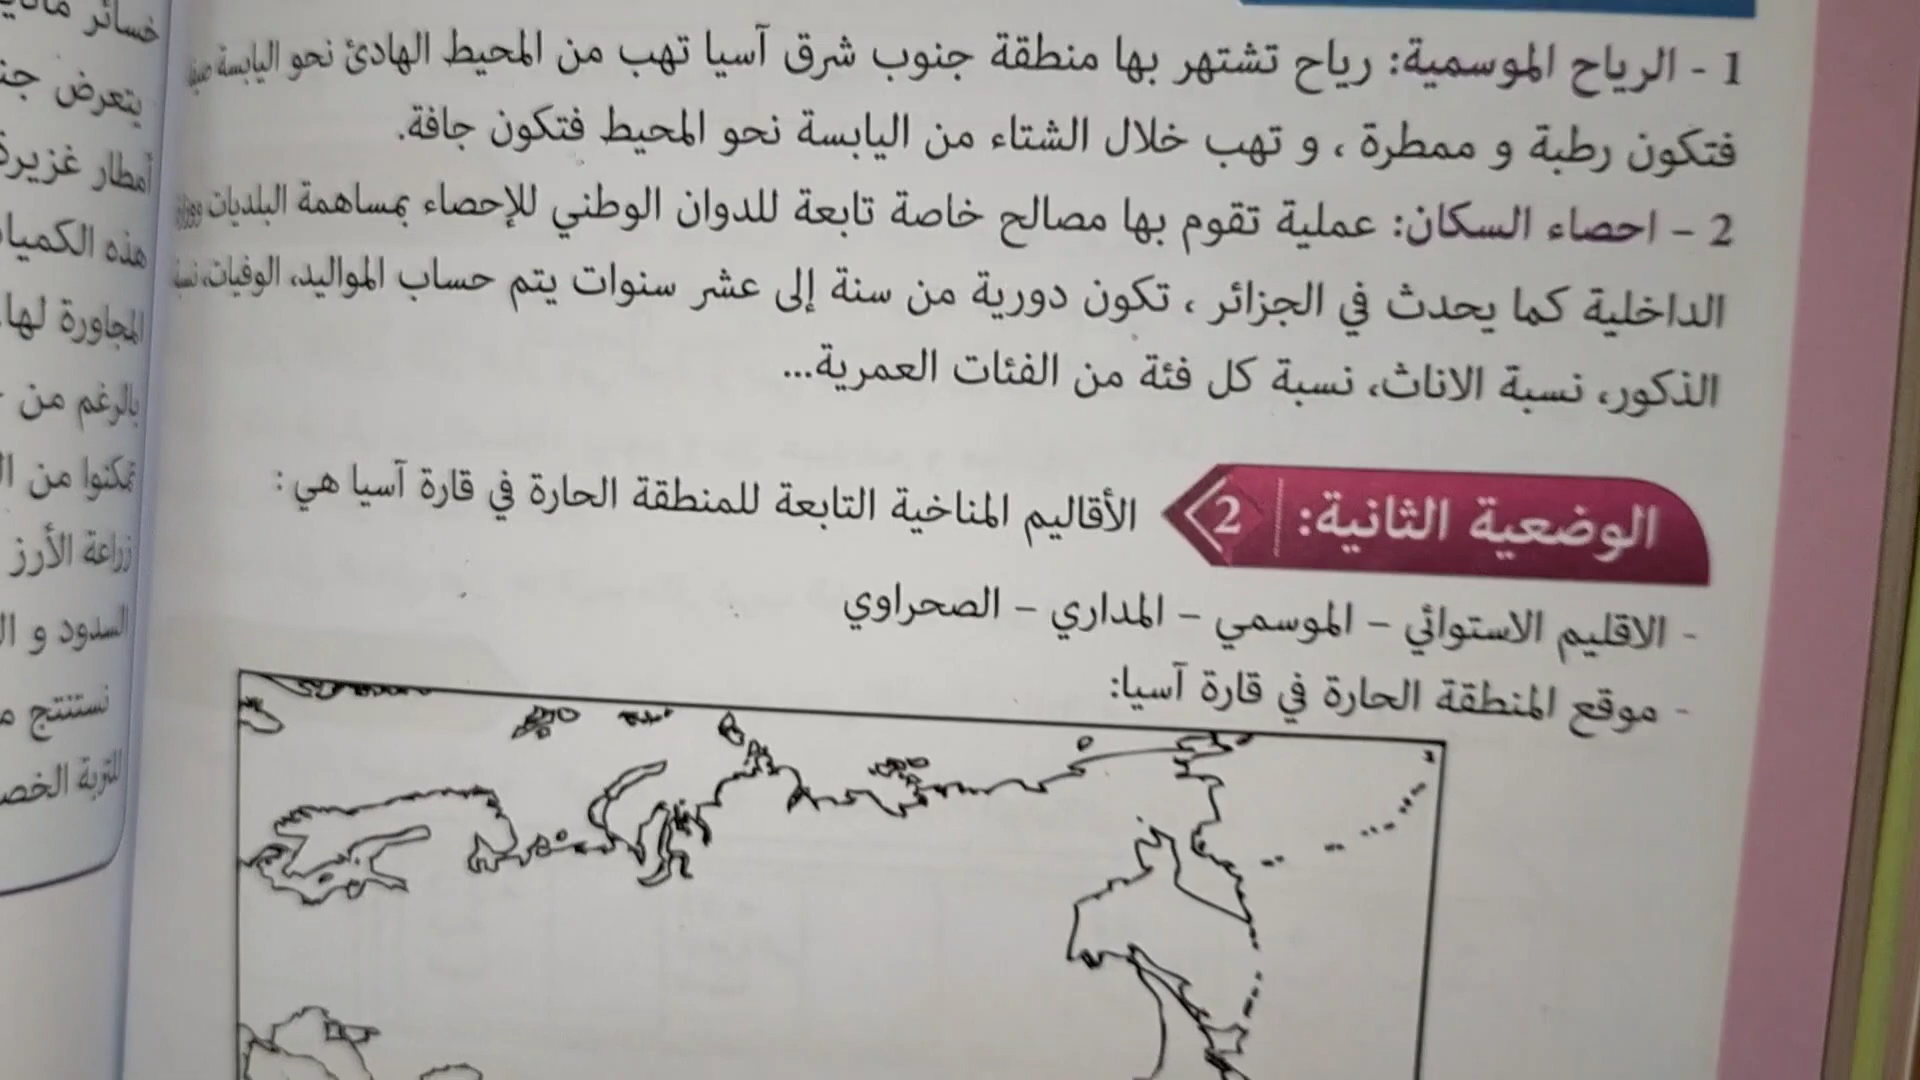 1 - الرياح الموسمية: رياح تشتهر بها منطقة جنوب شرق آسيا تهب من المحيط الهادئ نحو اليابسة
فتكون رطبة و ممطرة ، و تهب خلال الشتاء من اليابسة نحو المحيط فتكون جافة.
2 - احصاء السكان: عملية تقوم بها مصالح خاصة تابعة للدوان الوطني للإحصاء بمساهمة البلديات
الداخلية كما يحدث في الجزائر ، تكون دورية من سنة إلى عشر سنوات يتم حساب المواليد، الوفيات،
الذكور، نسبة الاناث، نسبة كل فئة من الفئات العمرية...
الوضعية الثانية: 2 الأقاليم المناخية التابعة للمنطقة الحارة في قارة آسيا هي :
- الاقليم الاستوائي - الموسمي - المداري - الصحراوي
- موقع المنطقة الحارة في قارة آسيا:
خسائر
يتعرض
أمطار غزيرة
هذه
المجاورة لها
بالرغم من
تمكنوا من
زراعة الأرز
السدود و
نستنتج
للتربة